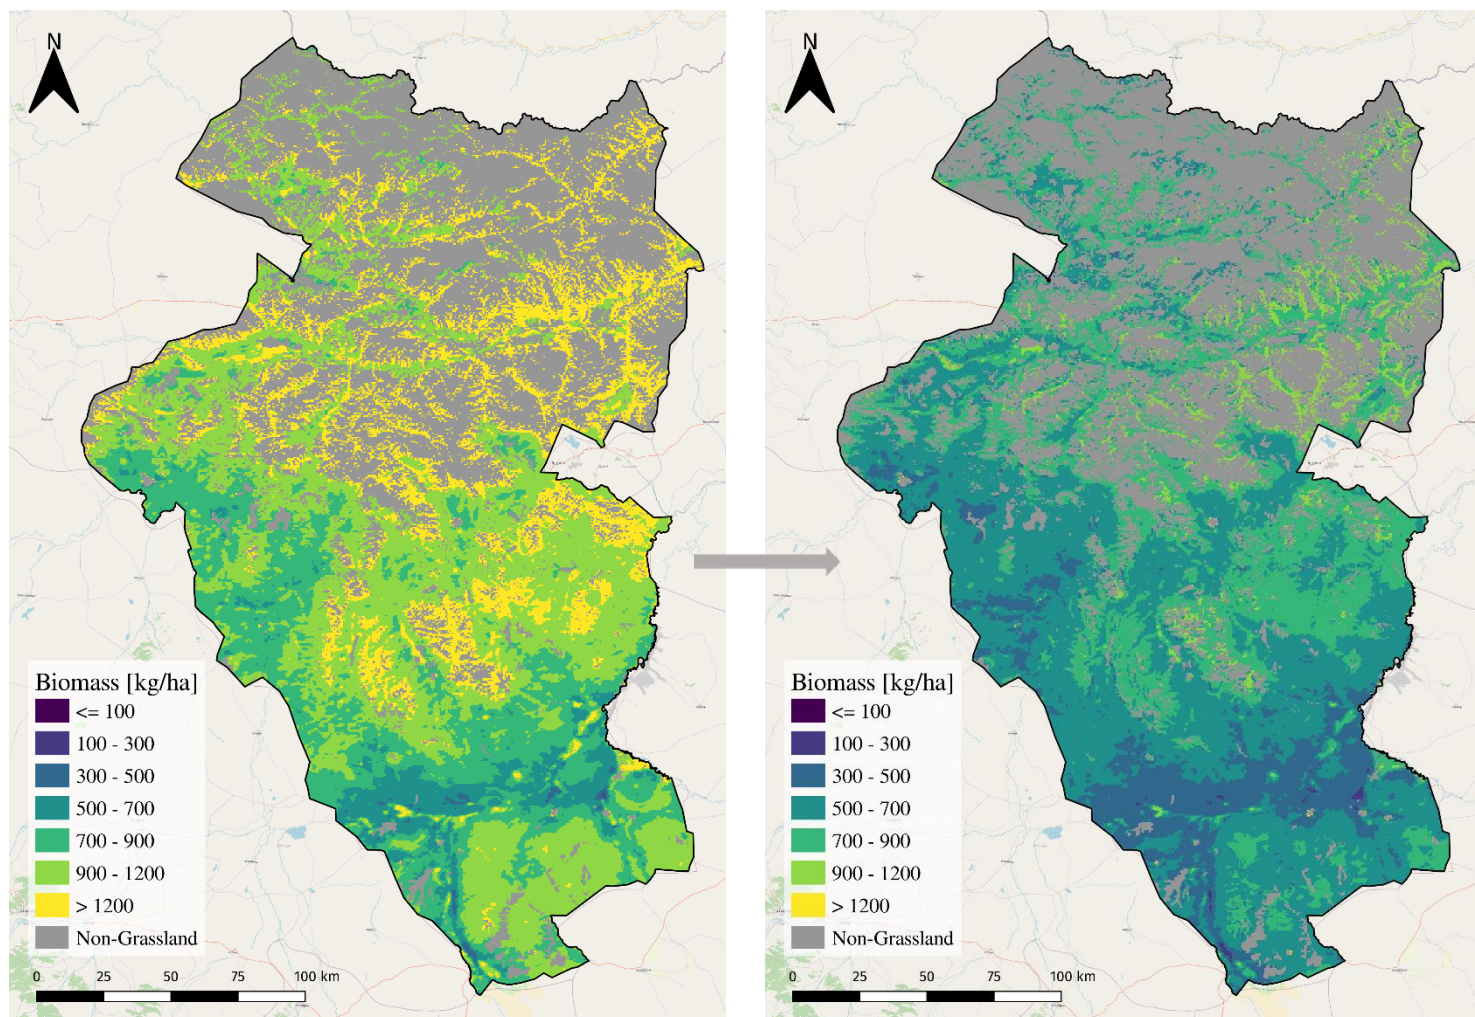 N
Biomass [kg/ha]
<= 100
100 - 300
300 - 500
500 - 700
700 - 900
900 - 1200
> 1200
Non-Grassland
0 25 50 75 100 km
N
Biomass [kg/ha]
<= 100
100 - 300
300 - 500
500 - 700
700 - 900
900 - 1200
> 1200
Non-Grassland
0 25 50 75 100 km